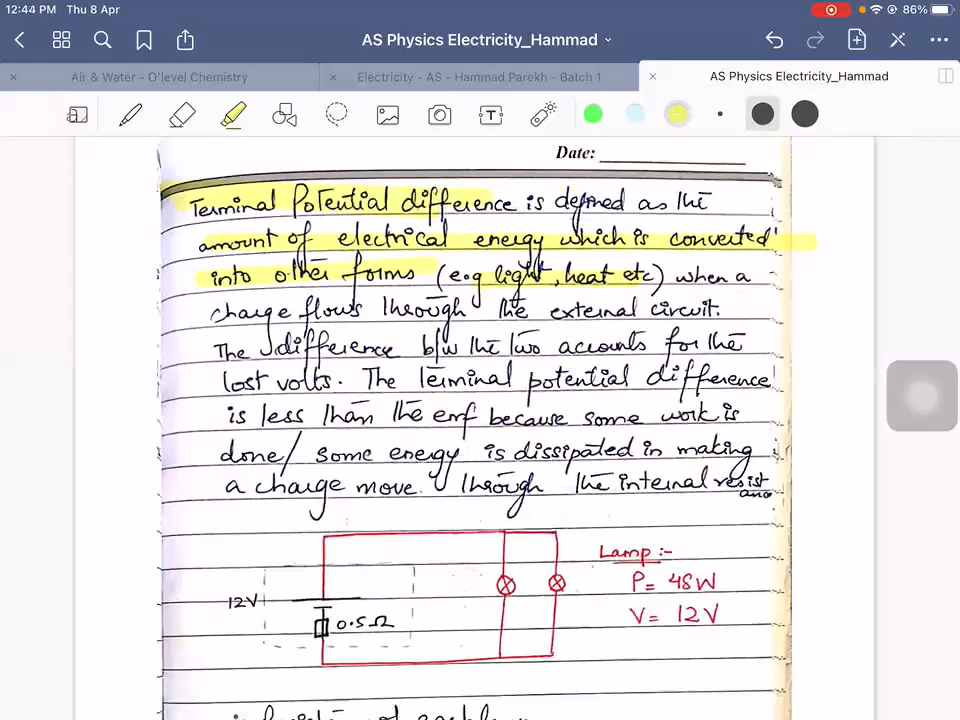 12:44 PM Thu 8 Apr
86%
AS Physics Electricity_Hammad
Air & Water - O'level Chemistry
Electricity - AS - Hammad Parekh - Batch 1
AS Physics Electricity_Hammad
Date:
Terminal Potential difference is defined as the
amount of electrical energy which is converted
into other forms (e.g light, heat etc) when a
charge flows through the external circuit.
The difference b/w the two accounts for the
lost volts. The terminal potential difference
is less than the emf because some work is
done/ some energy is dissipated in making
a charge move through the internal resist
ance
Lamp :-
P= 48W
V= 12V
12V
0.5Ω